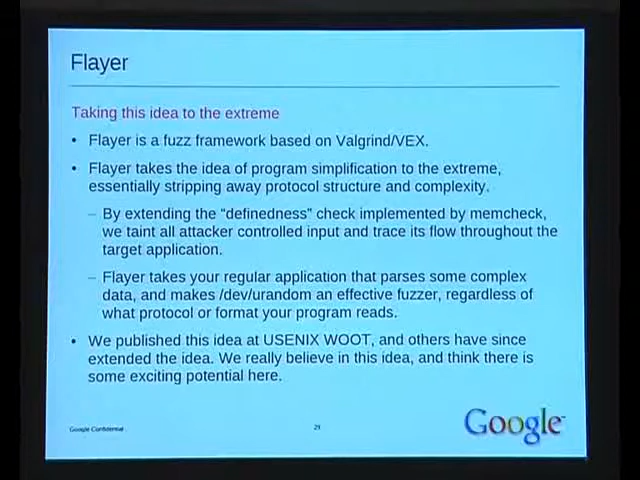 Flayer
Taking this idea to the extreme
• Flayer is a fuzz framework based on Valgrind/VEX.
• Flayer takes the idea of program simplification to the extreme,
essentially stripping away protocol structure and complexity.
– By extending the “definedness” check implemented by memcheck,
we taint all attacker controlled input and trace its flow throughout the
target application.
– Flayer takes your regular application that parses some complex
data, and makes /dev/urandom an effective fuzzer, regardless of
what protocol or format your program reads.
• We published this idea at USENIX WOOT, and others have since
extended the idea. We really believe in this idea, and think there is
some exciting potential here.
Google Confidential
29
Google™